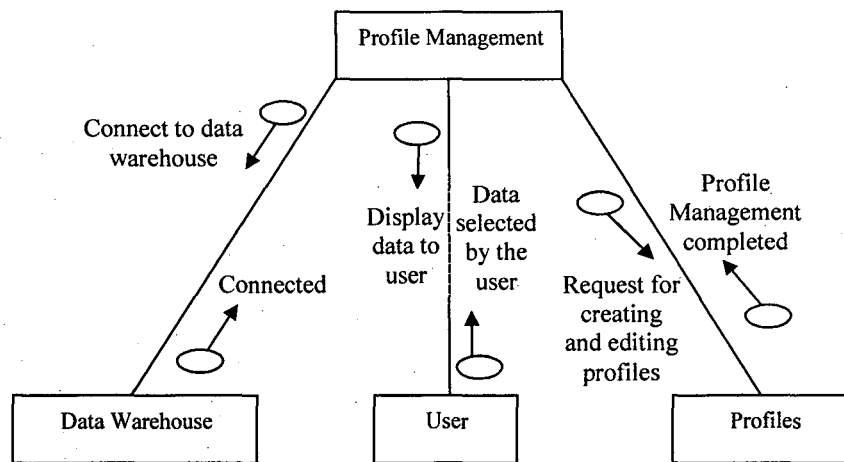 Profile Management
Connect to data
warehouse
Display
data to
user
Data
selected
by the
user
Profile
Management
completed
Connected
Request for
creating
and editing
profiles
Data Warehouse
User
Profiles